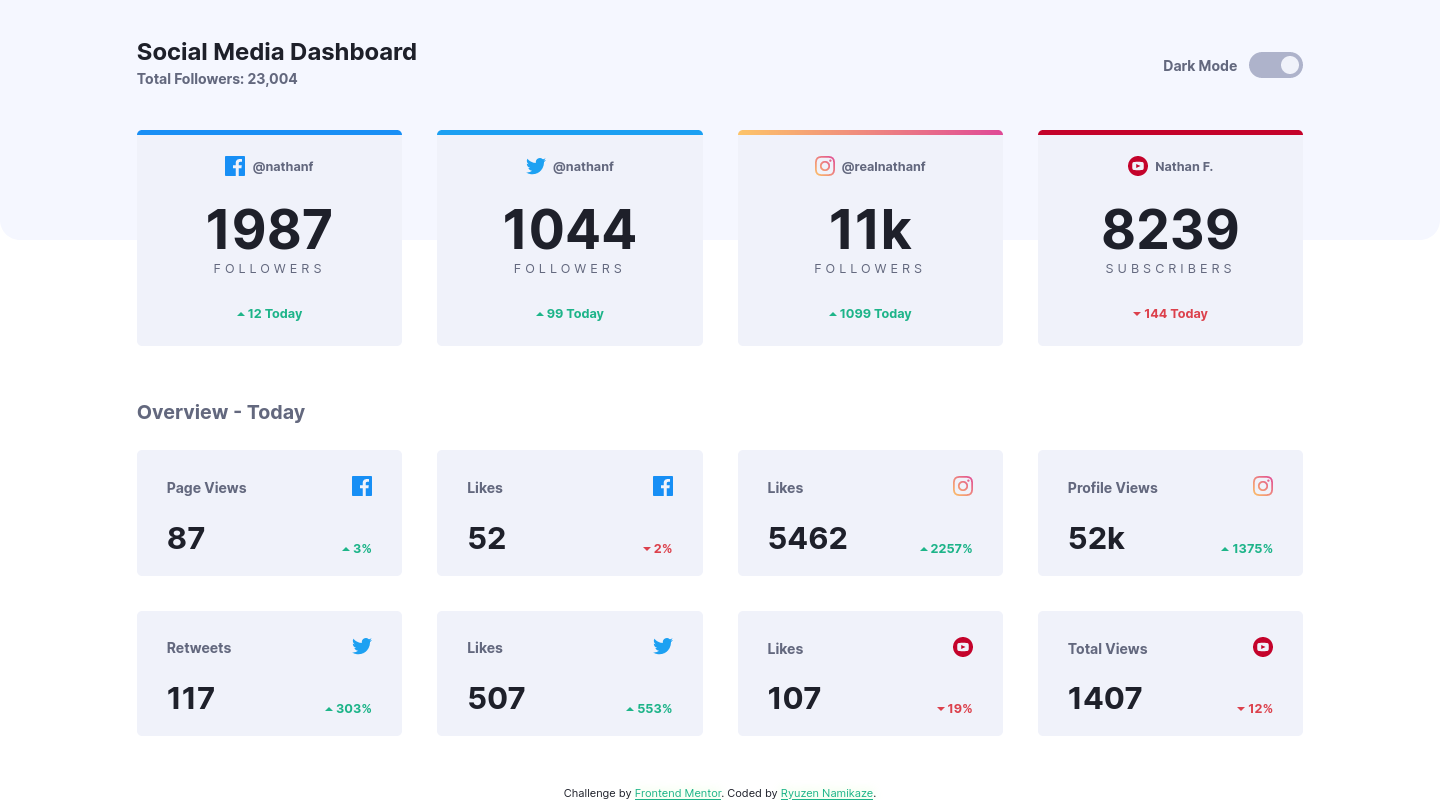 Social Media Dashboard
Total Followers: 23,004
Dark Mode
@nathanf
1987
FOLLOWERS
12 Today
@nathanf
1044
FOLLOWERS
99 Today
@realnathanf
11k
FOLLOWERS
1099 Today
Nathan F.
8239
SUBSCRIBERS
144 Today
Overview - Today
Page Views
87
3%
Likes
52
2%
Likes
5462
2257%
Profile Views
52k
1375%
Retweets
117
303%
Likes
507
553%
Likes
107
19%
Total Views
1407
12%
Challenge by Frontend Mentor. Coded by Ryuzen Namikaze.